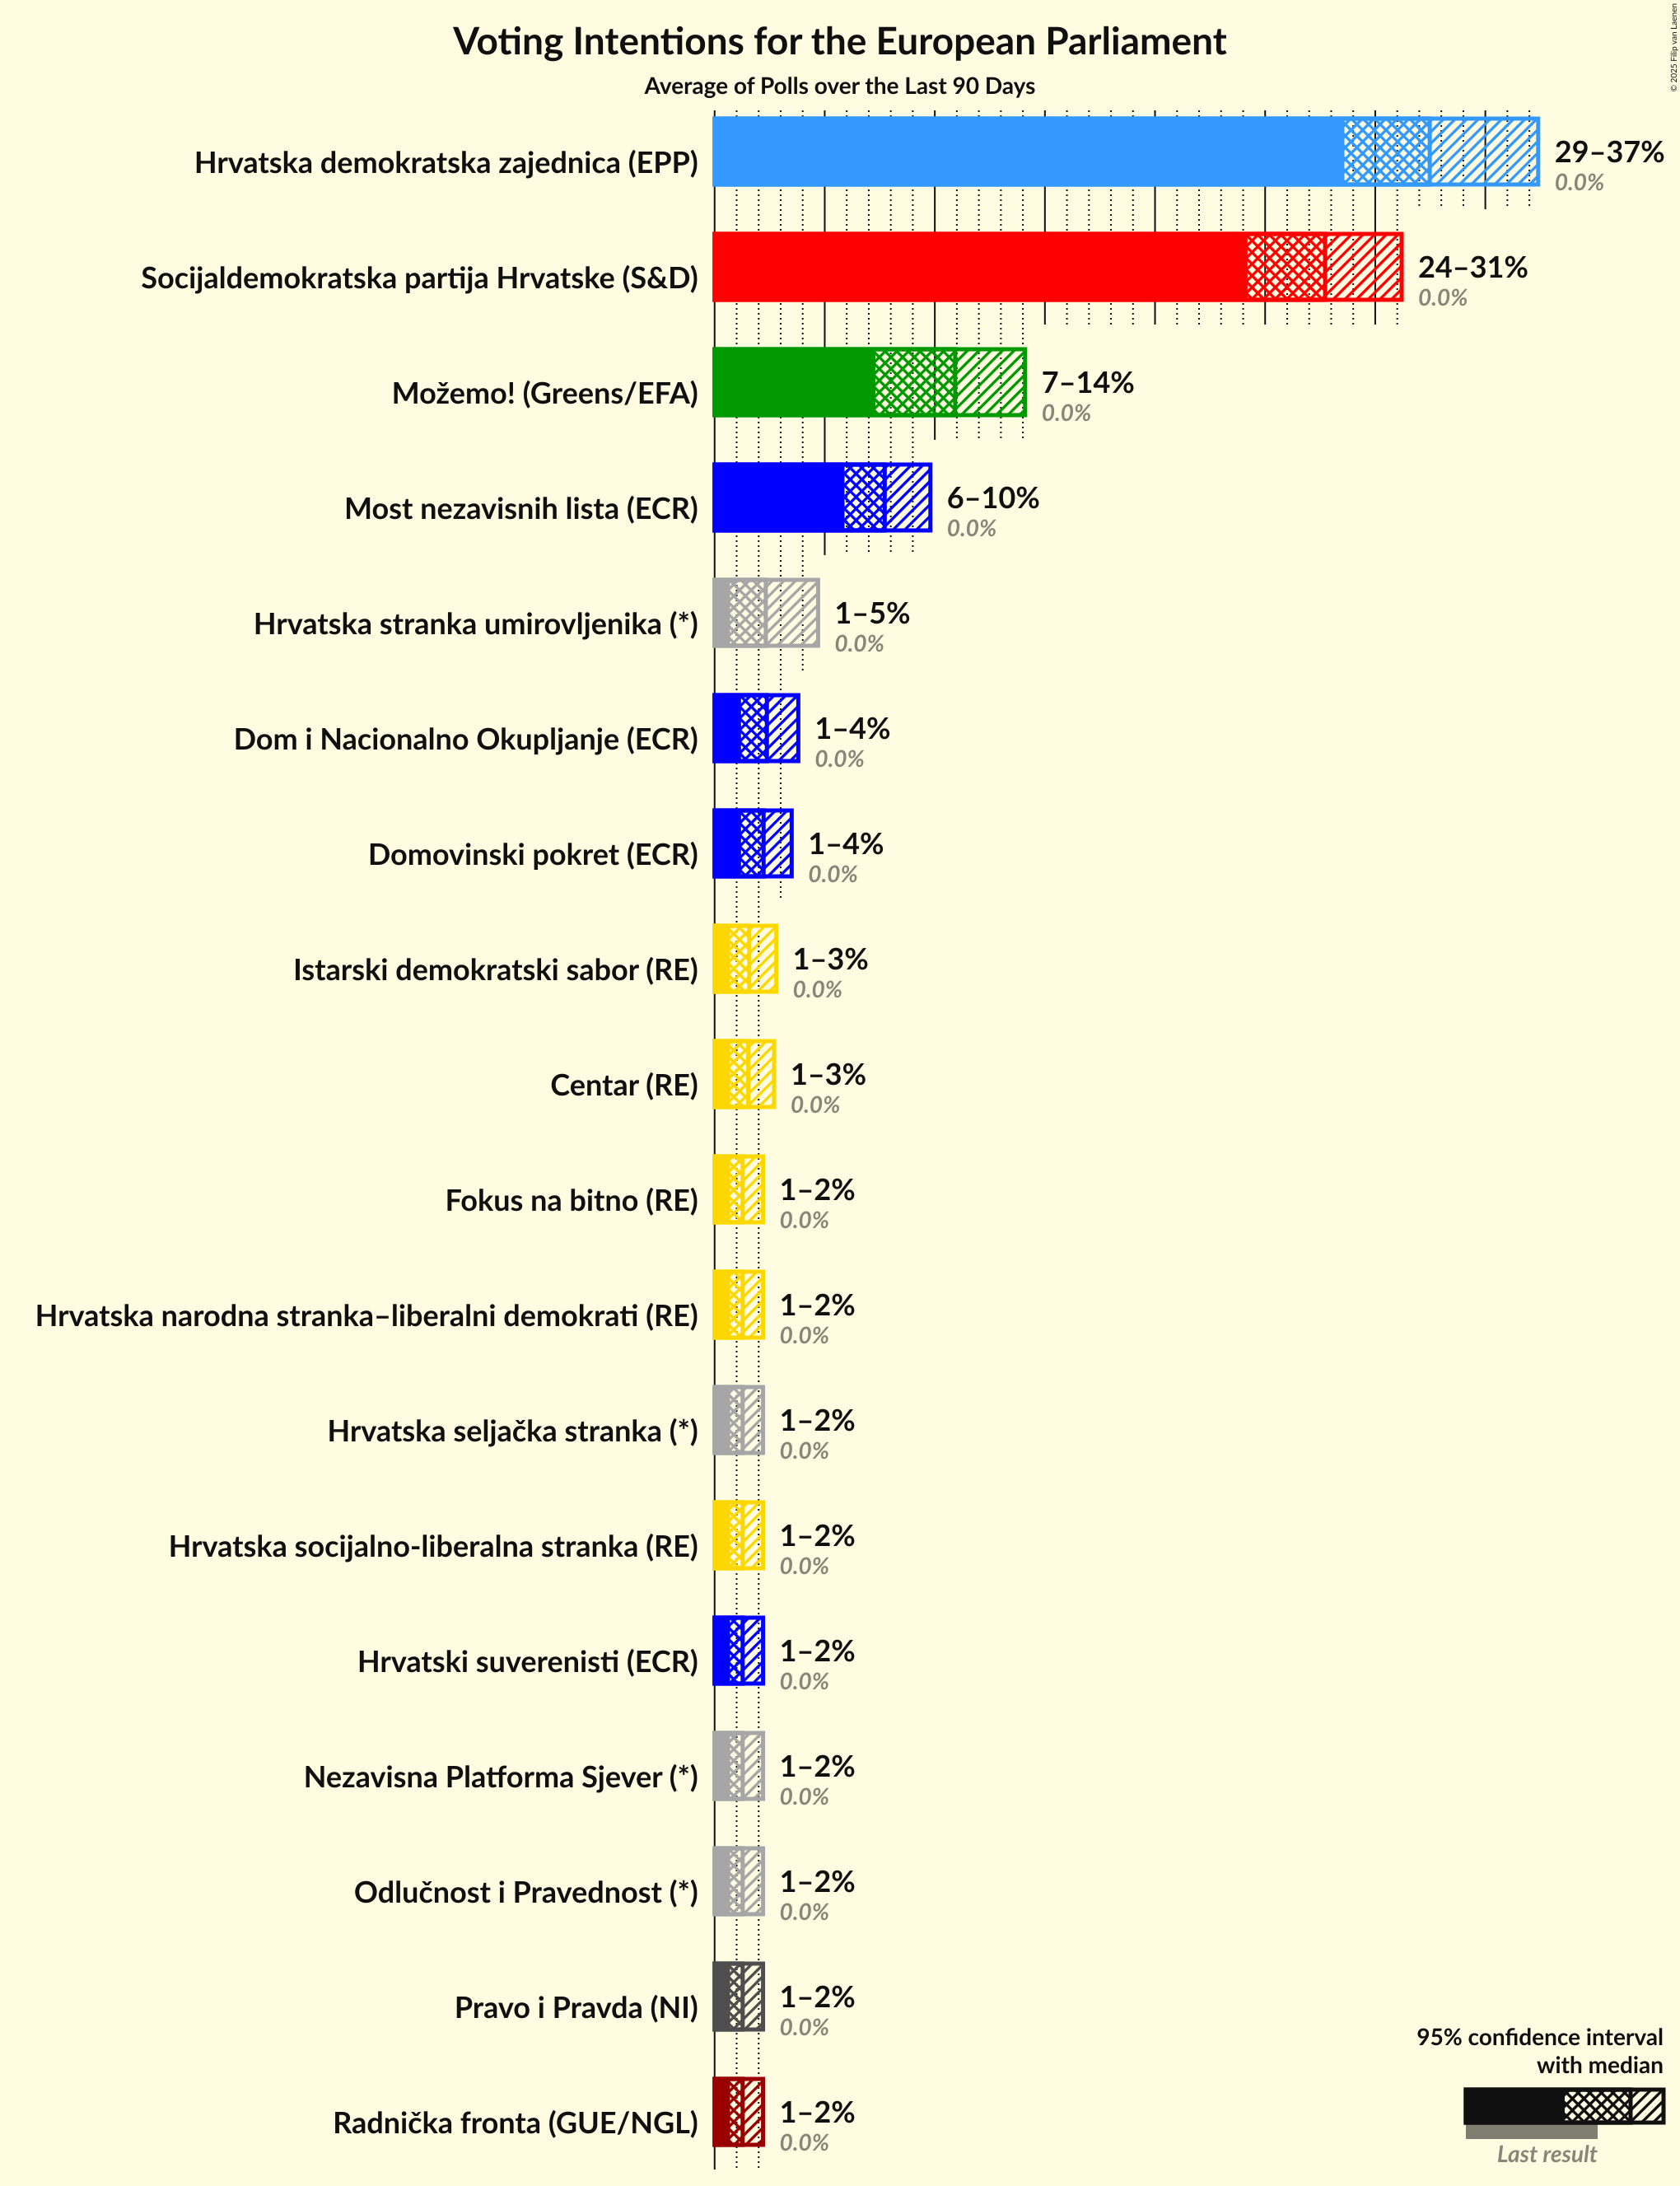 © 2025 Filip van Laenen
Voting Intentions for the European Parliament
Average of Polls over the Last 90 Days
Hrvatska demokratska zajednica (EPP)
29–37%
0.0%
Socijaldemokratska partija Hrvatske (S&D)
24–31%
0.0%
Možemo! (Greens/EFA)
7–14%
0.0%
Most nezavisnih lista (ECR)
6–10%
0.0%
Hrvatska stranka umirovljenika (*)
1–5%
0.0%
Dom i Nacionalno Okupljanje (ECR)
1–4%
0.0%
Domovinski pokret (ECR)
1–4%
0.0%
Istarski demokratski sabor (RE)
1–3%
0.0%
Centar (RE)
1–3%
0.0%
Fokus na bitno (RE)
1–2%
0.0%
Hrvatska narodna stranka–liberalni demokrati (RE)
1–2%
0.0%
Hrvatska seljačka stranka (*)
1–2%
0.0%
Hrvatska socijalno-liberalna stranka (RE)
1–2%
0.0%
Hrvatski suverenisti (ECR)
1–2%
0.0%
Nezavisna Platforma Sjever (*)
1–2%
0.0%
Odlučnost i Pravednost (*)
1–2%
0.0%
Pravo i Pravda (NI)
1–2%
0.0%
Radnička fronta (GUE/NGL)
1–2%
0.0%
95% confidence interval
with median
Last result